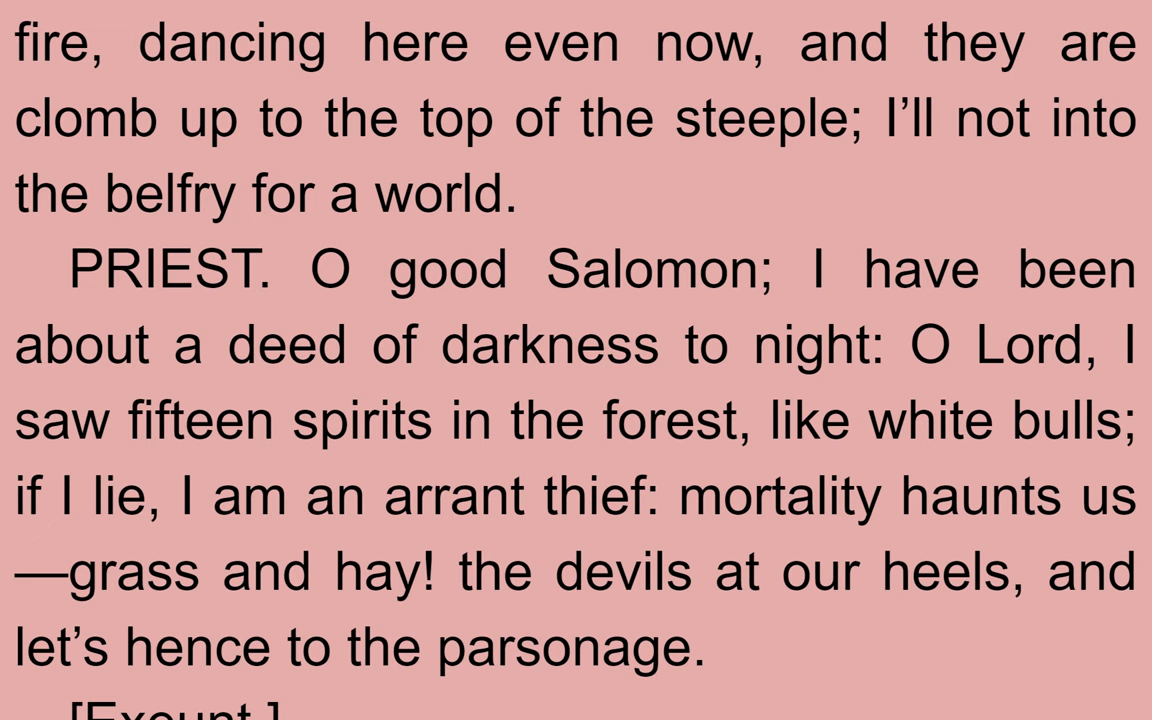 fire, dancing here even now, and they are
clomb up to the top of the steeple; I’ll not into
the belfry for a world.
PRIEST. O good Salomon; I have been
about a deed of darkness to night: O Lord, I
saw fifteen spirits in the forest, like white bulls;
if I lie, I am an arrant thief: mortality haunts us
—grass and hay! the devils at our heels, and
let’s hence to the parsonage.
[Exeunt.]